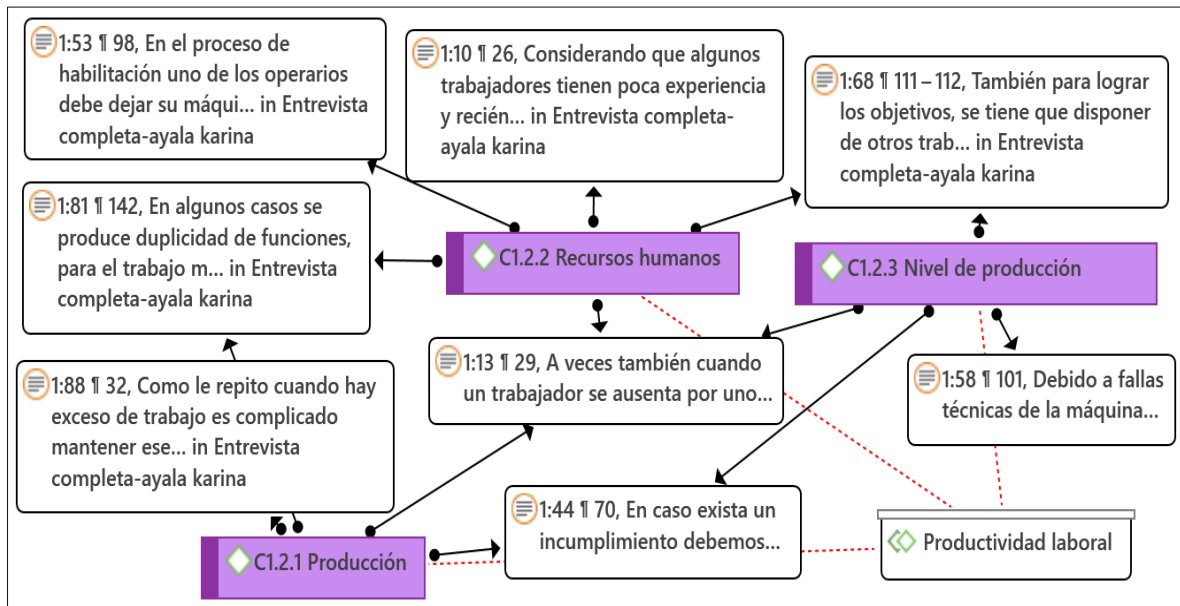 1:53 ¶ 98, En el proceso de
habilitación uno de los operarios
debe dejar su máqui... in Entrevista
completa-ayala karina
1:10 ¶ 26, Considerando que algunos
trabajadores tienen poca experiencia
y recién... in Entrevista completa-
ayala karina
1:68 ¶ 111 – 112, También para lograr
los objetivos, se tiene que disponer
de otros trab... in Entrevista
completa-ayala karina
1:81 ¶ 142, En algunos casos se
produce duplicidad de funciones,
para el trabajo m... in Entrevista
completa-ayala karina
C1.2.2 Recursos humanos
C1.2.3 Nivel de producción
1:88 ¶ 32, Como le repito cuando hay
exceso de trabajo es complicado
mantener ese... in Entrevista
completa-ayala karina
1:13 ¶ 29, A veces también cuando
un trabajador se ausenta por uno...
1:58 ¶ 101, Debido a fallas
técnicas de la máquina...
1:44 ¶ 70, En caso exista un
incumplimiento debemos...
C1.2.1 Producción
Productividad laboral